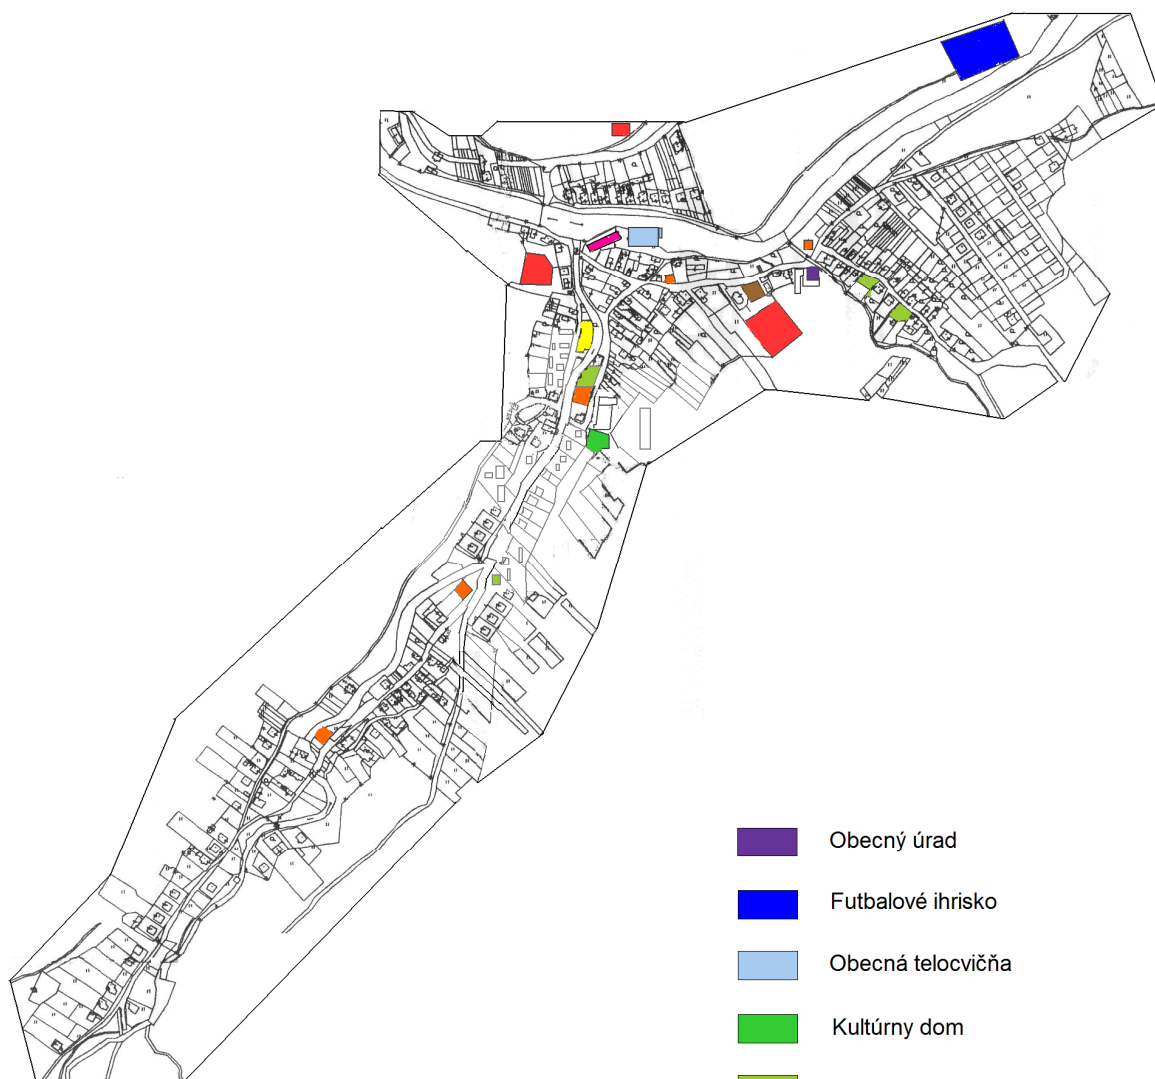 Obecný úrad
Futbalové ihrisko
Obecná telocvičňa
Kultúrny dom